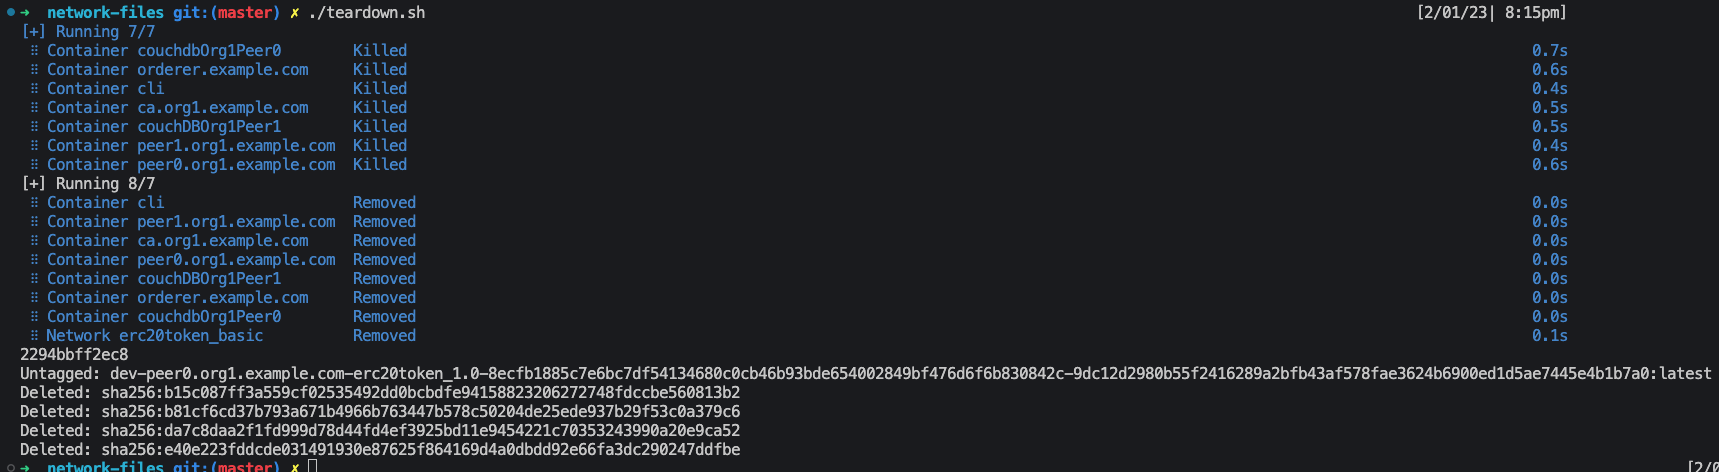 ➜ network-files git:(master) ✗ ./teardown.sh [2/01/23| 8:15pm]
[+] Running 7/7
⠿ Container couchdbOrg1Peer0 Killed 0.7s
⠿ Container orderer.example.com Killed 0.6s
⠿ Container cli Killed 0.4s
⠿ Container ca.org1.example.com Killed 0.5s
⠿ Container couchDBOrg1Peer1 Killed 0.5s
⠿ Container peer1.org1.example.com Killed 0.4s
⠿ Container peer0.org1.example.com Killed 0.6s
[+] Running 8/7
⠿ Container cli Removed 0.0s
⠿ Container peer1.org1.example.com Removed 0.0s
⠿ Container ca.org1.example.com Removed 0.0s
⠿ Container peer0.org1.example.com Removed 0.0s
⠿ Container couchDBOrg1Peer1 Removed 0.0s
⠿ Container orderer.example.com Removed 0.0s
⠿ Container couchdbOrg1Peer0 Removed 0.0s
⠿ Network erc20token_basic Removed 0.1s
2294bbff2ec8
Untagged: dev-peer0.org1.example.com-erc20token_1.0-8ecfb1885c7e6bc7df54134680c0cb46b93bde654002849bf476d6f6b830842c-9dc12d2980b55f2416289a2bfb43af578fae3624b6900ed1d5ae7445e4b1b7a0:latest
Deleted: sha256:b15c087ff3a559cf02535492dd0bcbdfe94158823206272748fdccbe560813b2
Deleted: sha256:b81cf6cd37b793a671b4966b763447b578c50204de25ede937b29f53c0a379c6
Deleted: sha256:da7c8daa2f1fd999d78d44fd4ef3925bd11e9454221c70353243990a20e9ca52
Deleted: sha256:e40e223fddcde031491930e87625f864169d4a0dbdd92e66fa3dc290247ddfbe
➜ network-files git:(master) ✗ [2/0